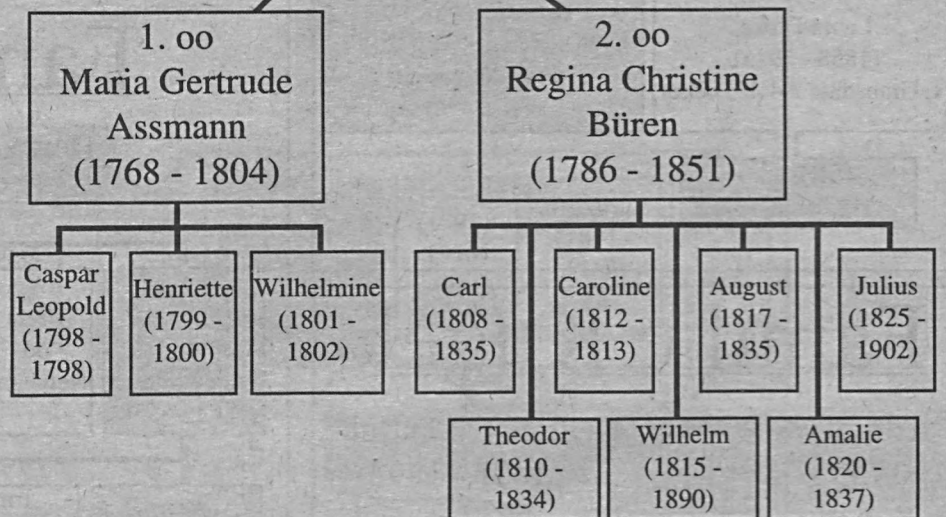 1. oo
Maria Gertrude
Assmann
(1768 - 1804)
2. oo
Regina Christine
Büren
(1786 - 1851)
Caspar
Leopold
(1798 -
1798)
Henriette
(1799 -
1800)
Wilhelmine
(1801 -
1802)
Carl
(1808 -
1835)
Caroline
(1812 -
1813)
August
(1817 -
1835)
Julius
(1825 -
1902)
Theodor
(1810 -
1834)
Wilhelm
(1815 -
1890)
Amalie
(1820 -
1837)